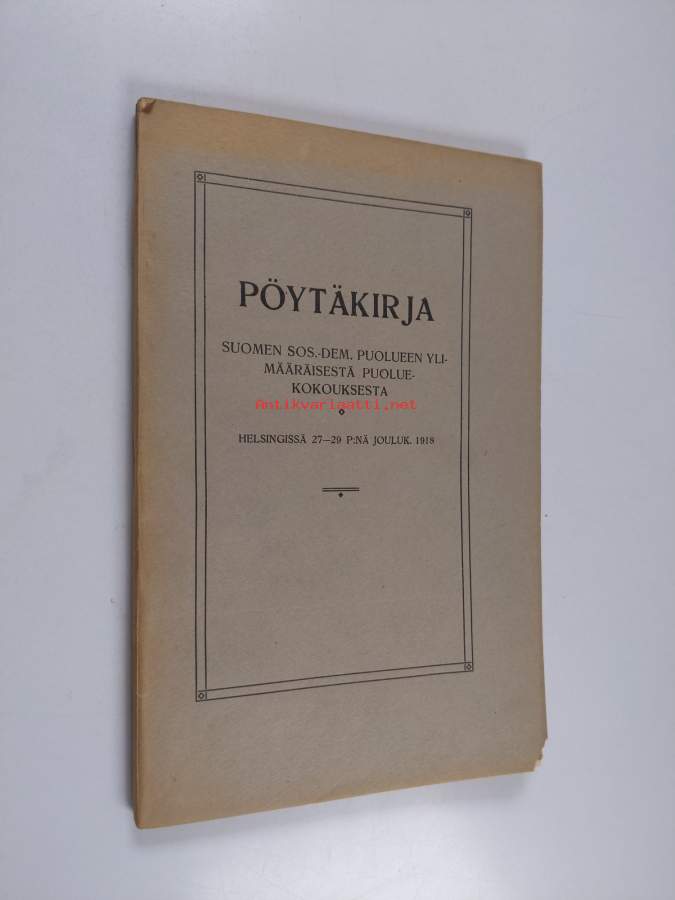 PÖYTÄKIRJA
SUOMEN SOS.-DEM. PUOLUEEN YLI-
MÄÄRÄISESTÄ PUOLUE-
KOKOUKSESTA
Antikvariaatti.net
HELSINGISSÄ 27—29 P:NÄ JOULUK. 1918